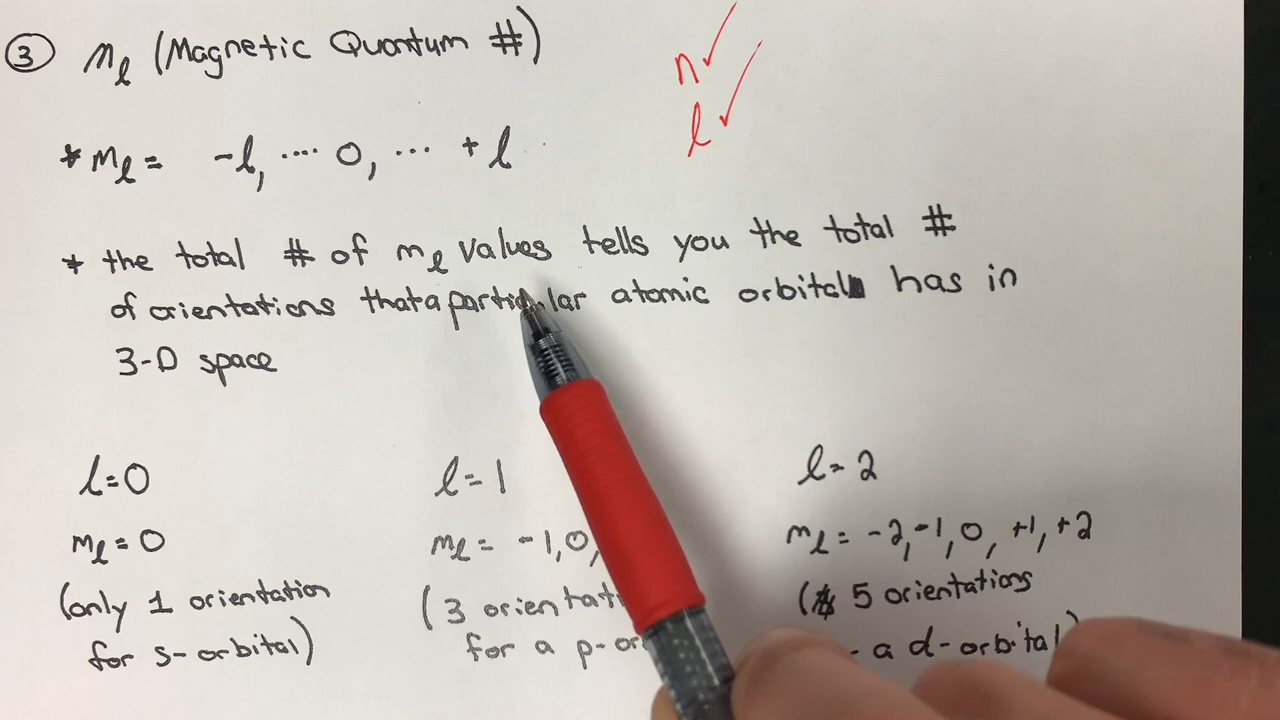 ③ mℓ (Magnetic Quantum #)
n✓
ℓ✓
* mℓ = -ℓ, .... 0, ... + ℓ
* the total # of mℓ values tells you the total #
of orientations that a particular atomic orbital has in
3-D space
ℓ=0
mℓ = 0
(only 1 orientation
for s-orbital)
ℓ=1
mℓ = -1, 0,
(3
for a
ℓ=2
mℓ = -2, -1, 0, +1, +2
( 5 orientations
- a d-orbital)